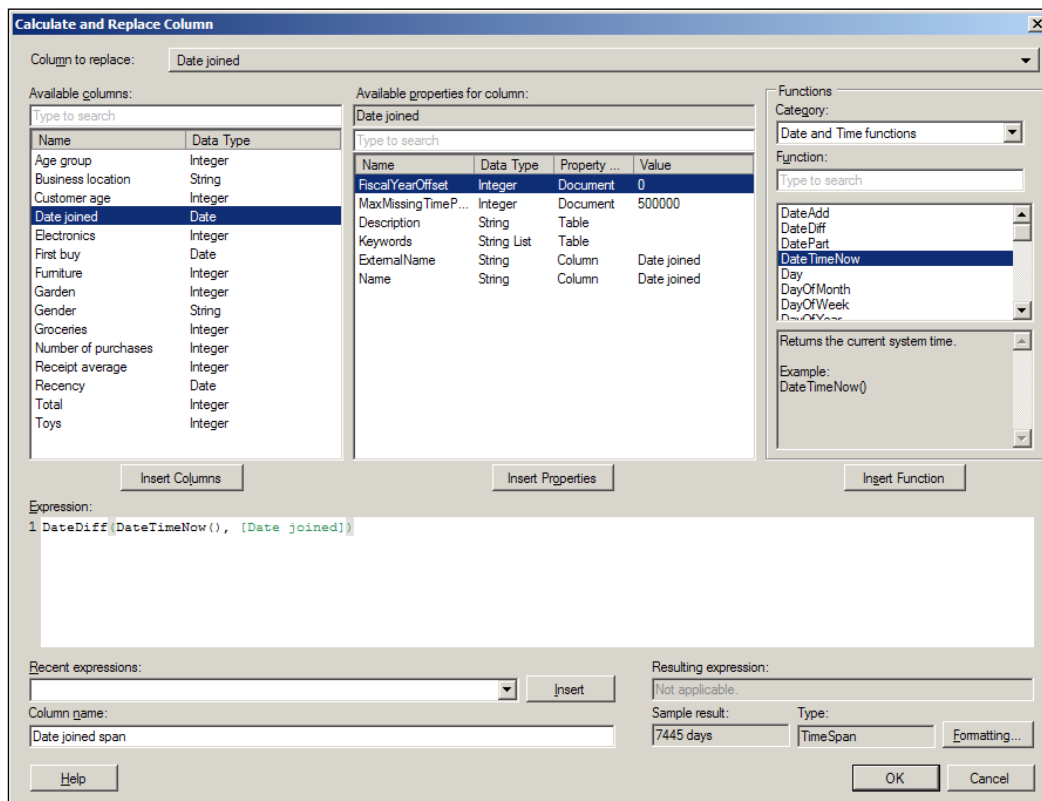 Calculate and Replace Column
Column to replace: Date joined
Available columns:
Type to search
Name Data Type
Age group Integer
Business location String
Customer age Integer
Date joined Date
Electronics Integer
First buy Date
Furniture Integer
Garden Integer
Gender String
Groceries Integer
Number of purchases Integer
Receipt average Integer
Recency Date
Total Integer
Toys Integer
Insert Columns
Available properties for column:
Date joined
Type to search
Name Data Type Property ... Value
FiscalYearOffset Integer Document 0
MaxMissingTimeP... Integer Document 500000
Description String Table
Keywords String List Table
ExternalName String Column Date joined
Name String Column Date joined
Insert Properties
Functions
Category:
Date and Time functions
Function:
Type to search
DateAdd
DateDiff
DatePart
DateTimeNow
Day
DayOfMonth
DayOfWeek
DayOfYear
Returns the current system time.
Example:
DateTimeNow()
Insert Function
Expression:
1 DateDiff(DateTimeNow(), [Date joined])
Recent expressions:
Insert
Column name:
Date joined span
Resulting expression:
Not applicable.
Sample result: Type:
7445 days TimeSpan Formatting...
Help OK Cancel